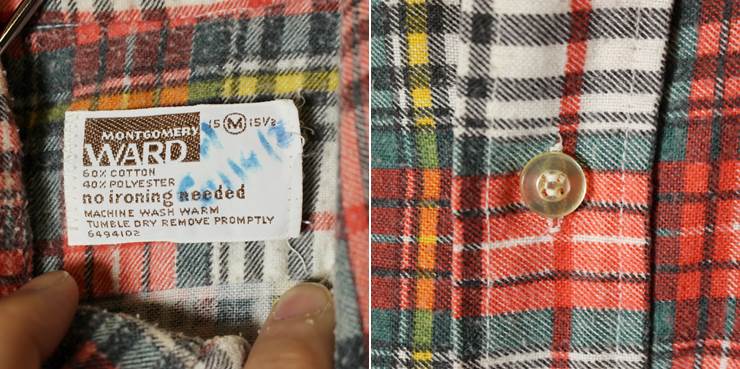 MONTGOMERY
WARD
15 M 15½
60% COTTON
40% POLYESTER
no ironing needed
MACHINE WASH WARM
TUMBLE DRY REMOVE PROMPTLY
6494102